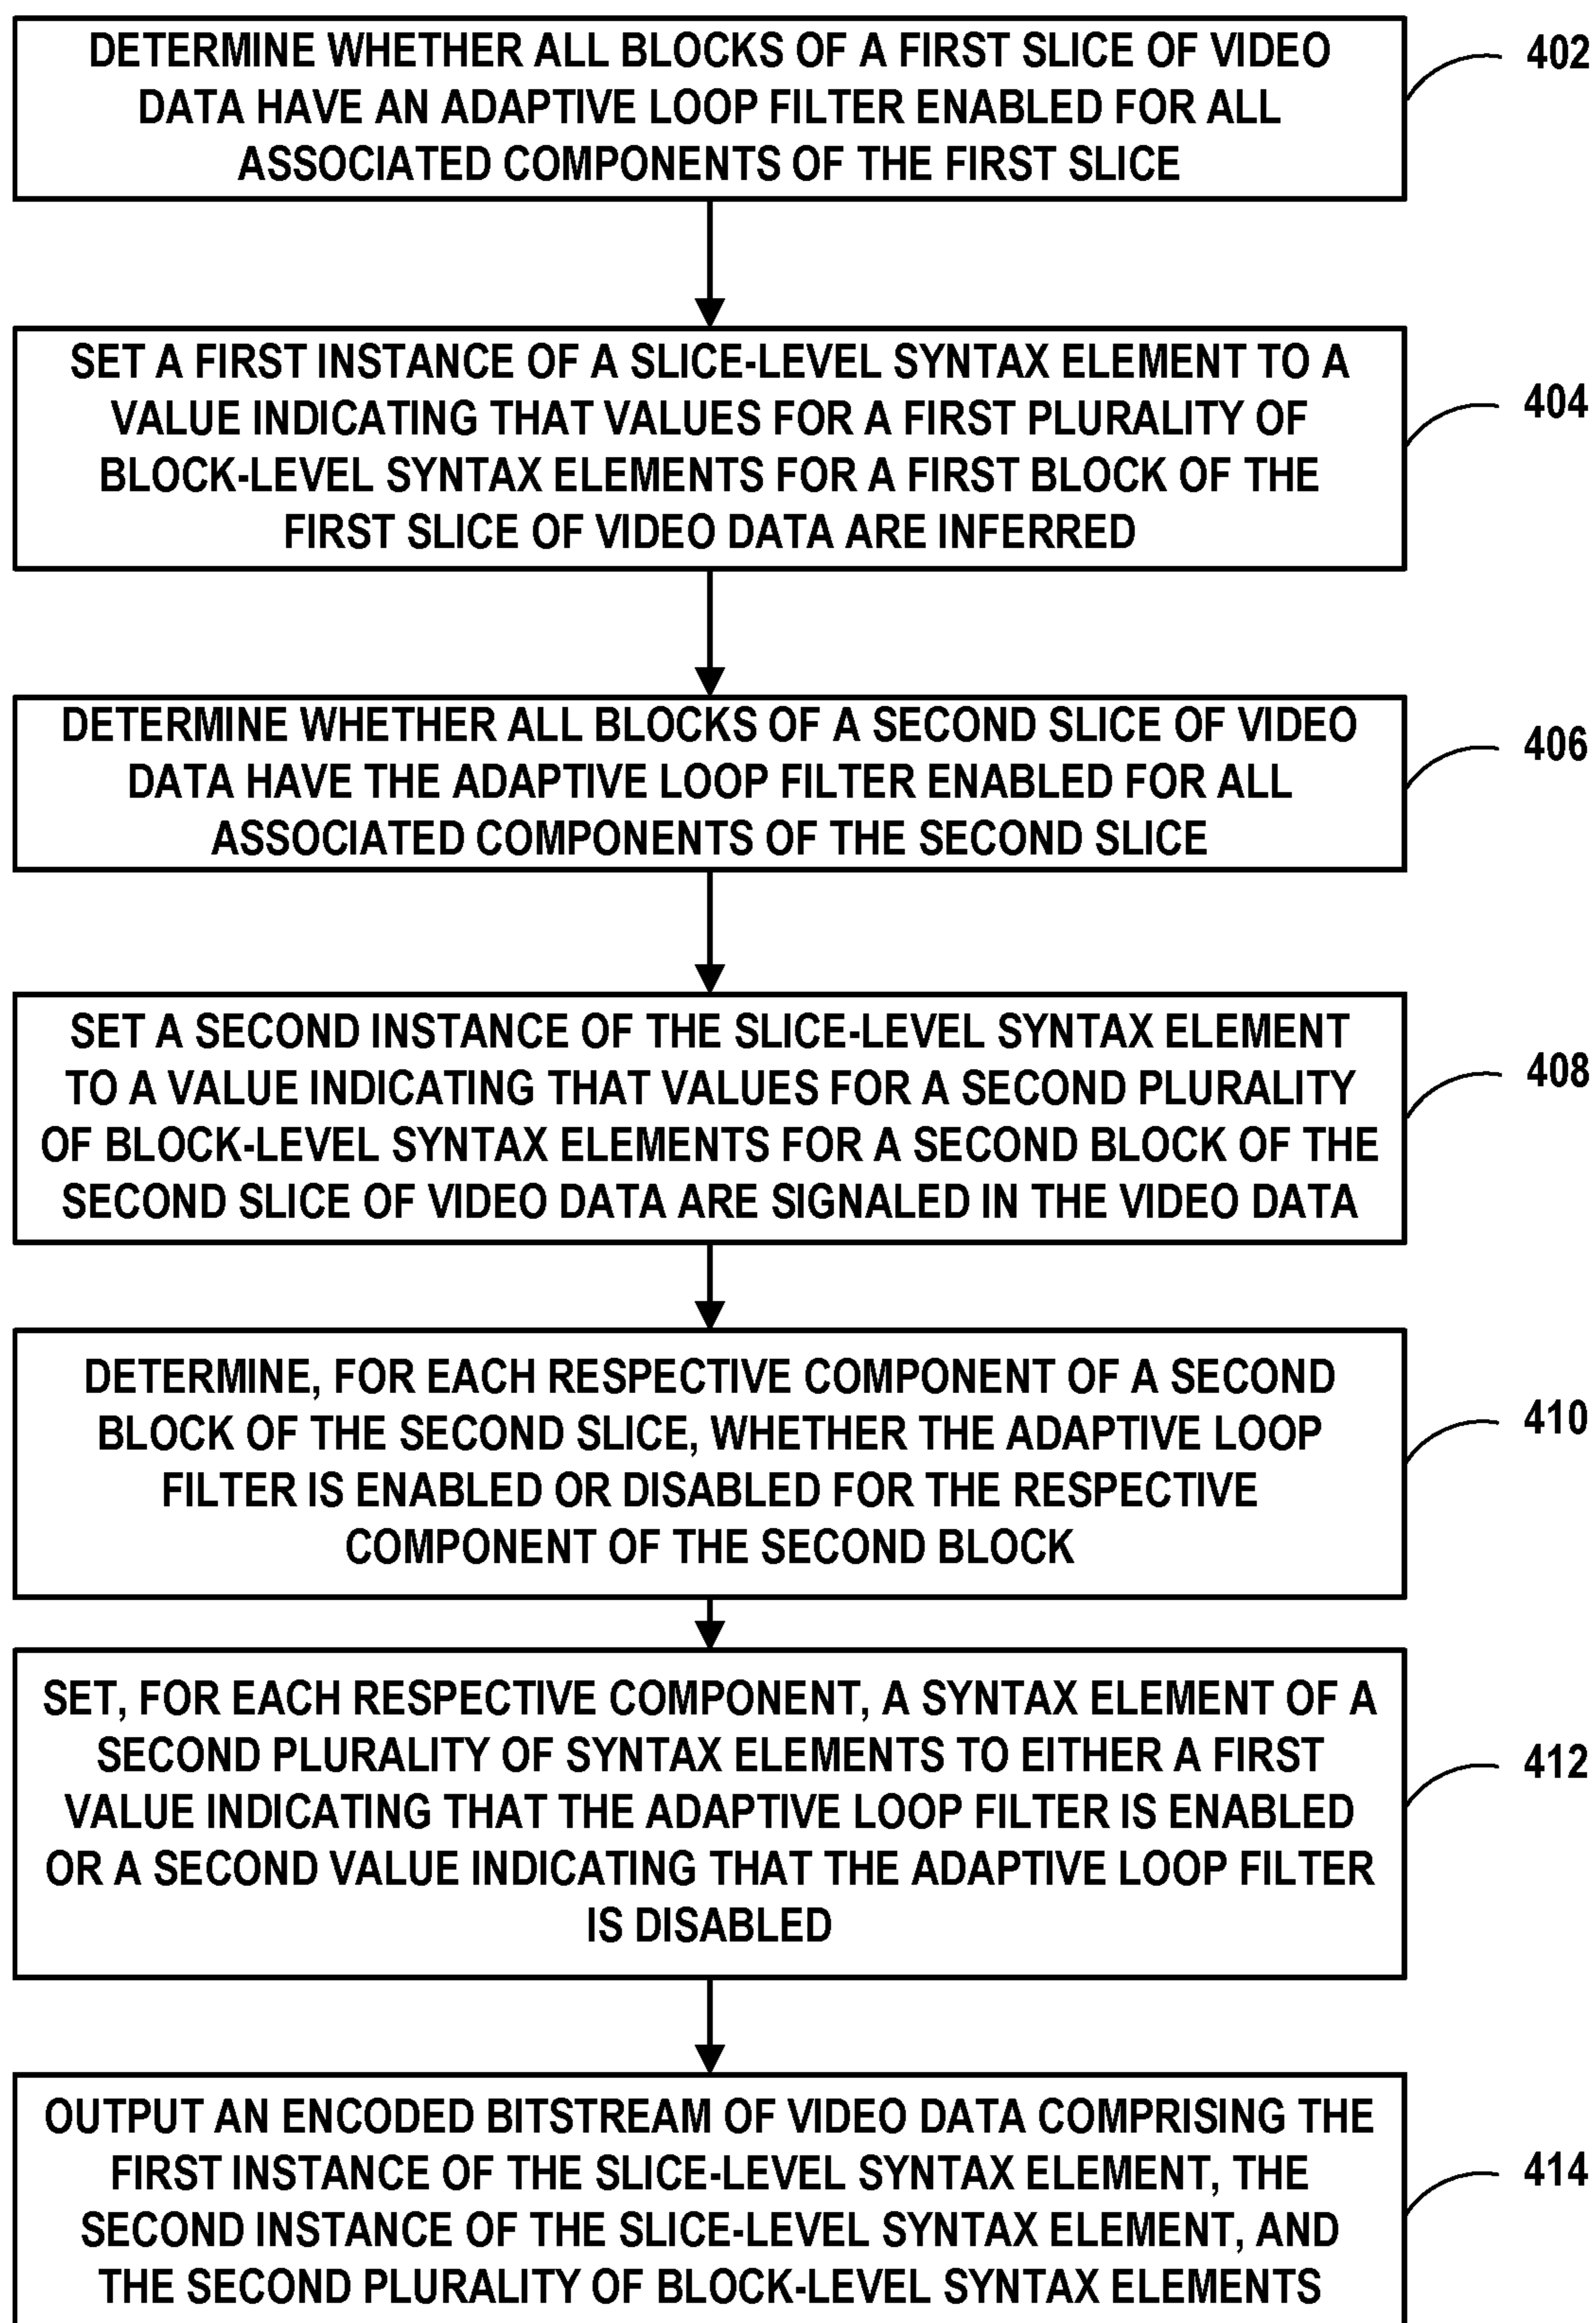 DETERMINE WHETHER ALL BLOCKS OF A FIRST SLICE OF VIDEO
DATA HAVE AN ADAPTIVE LOOP FILTER ENABLED FOR ALL
ASSOCIATED COMPONENTS OF THE FIRST SLICE
402
SET A FIRST INSTANCE OF A SLICE-LEVEL SYNTAX ELEMENT TO A
VALUE INDICATING THAT VALUES FOR A FIRST PLURALITY OF
BLOCK-LEVEL SYNTAX ELEMENTS FOR A FIRST BLOCK OF THE
FIRST SLICE OF VIDEO DATA ARE INFERRED
404
DETERMINE WHETHER ALL BLOCKS OF A SECOND SLICE OF VIDEO
DATA HAVE THE ADAPTIVE LOOP FILTER ENABLED FOR ALL
ASSOCIATED COMPONENTS OF THE SECOND SLICE
406
SET A SECOND INSTANCE OF THE SLICE-LEVEL SYNTAX ELEMENT
TO A VALUE INDICATING THAT VALUES FOR A SECOND PLURALITY
OF BLOCK-LEVEL SYNTAX ELEMENTS FOR A SECOND BLOCK OF THE
SECOND SLICE OF VIDEO DATA ARE SIGNALED IN THE VIDEO DATA
408
DETERMINE, FOR EACH RESPECTIVE COMPONENT OF A SECOND
BLOCK OF THE SECOND SLICE, WHETHER THE ADAPTIVE LOOP
FILTER IS ENABLED OR DISABLED FOR THE RESPECTIVE
COMPONENT OF THE SECOND BLOCK
410
SET, FOR EACH RESPECTIVE COMPONENT, A SYNTAX ELEMENT OF A
SECOND PLURALITY OF SYNTAX ELEMENTS TO EITHER A FIRST
VALUE INDICATING THAT THE ADAPTIVE LOOP FILTER IS ENABLED
OR A SECOND VALUE INDICATING THAT THE ADAPTIVE LOOP FILTER
IS DISABLED
412
OUTPUT AN ENCODED BITSTREAM OF VIDEO DATA COMPRISING THE
FIRST INSTANCE OF THE SLICE-LEVEL SYNTAX ELEMENT, THE
SECOND INSTANCE OF THE SLICE-LEVEL SYNTAX ELEMENT, AND
THE SECOND PLURALITY OF BLOCK-LEVEL SYNTAX ELEMENTS
414